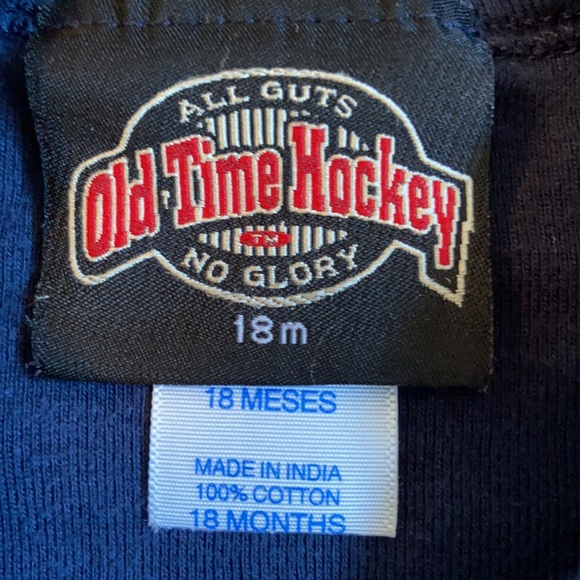 ALL GUTS
Old Time Hockey
TM
NO GLORY
18m
18 MESES
MADE IN INDIA
100% COTTON
18 MONTHS